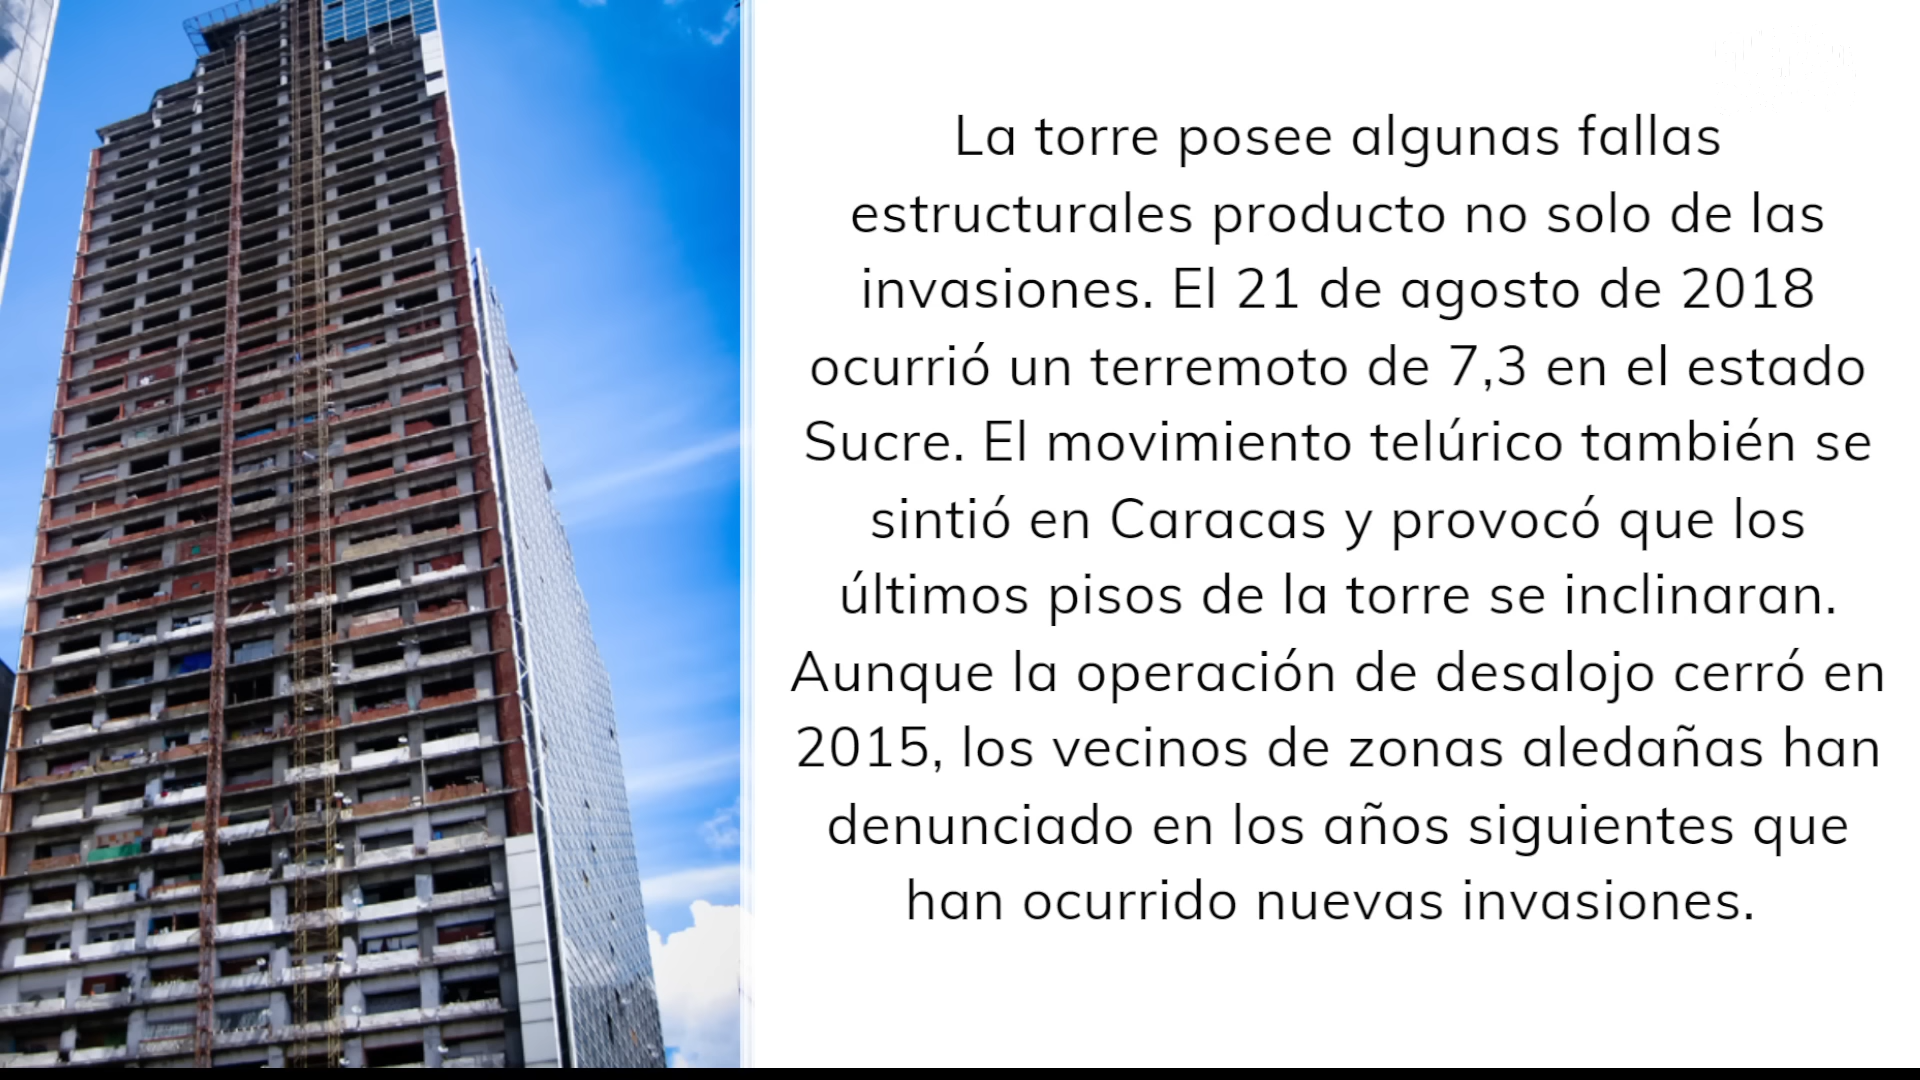 La torre posee algunas fallas
estructurales producto no solo de las
invasiones. El 21 de agosto de 2018
ocurrió un terremoto de 7,3 en el estado
Sucre. El movimiento telúrico también se
sintió en Caracas y provocó que los
últimos pisos de la torre se inclinaran.
Aunque la operación de desalojo cerró en
2015, los vecinos de zonas aledañas han
denunciado en los años siguientes que
han ocurrido nuevas invasiones.